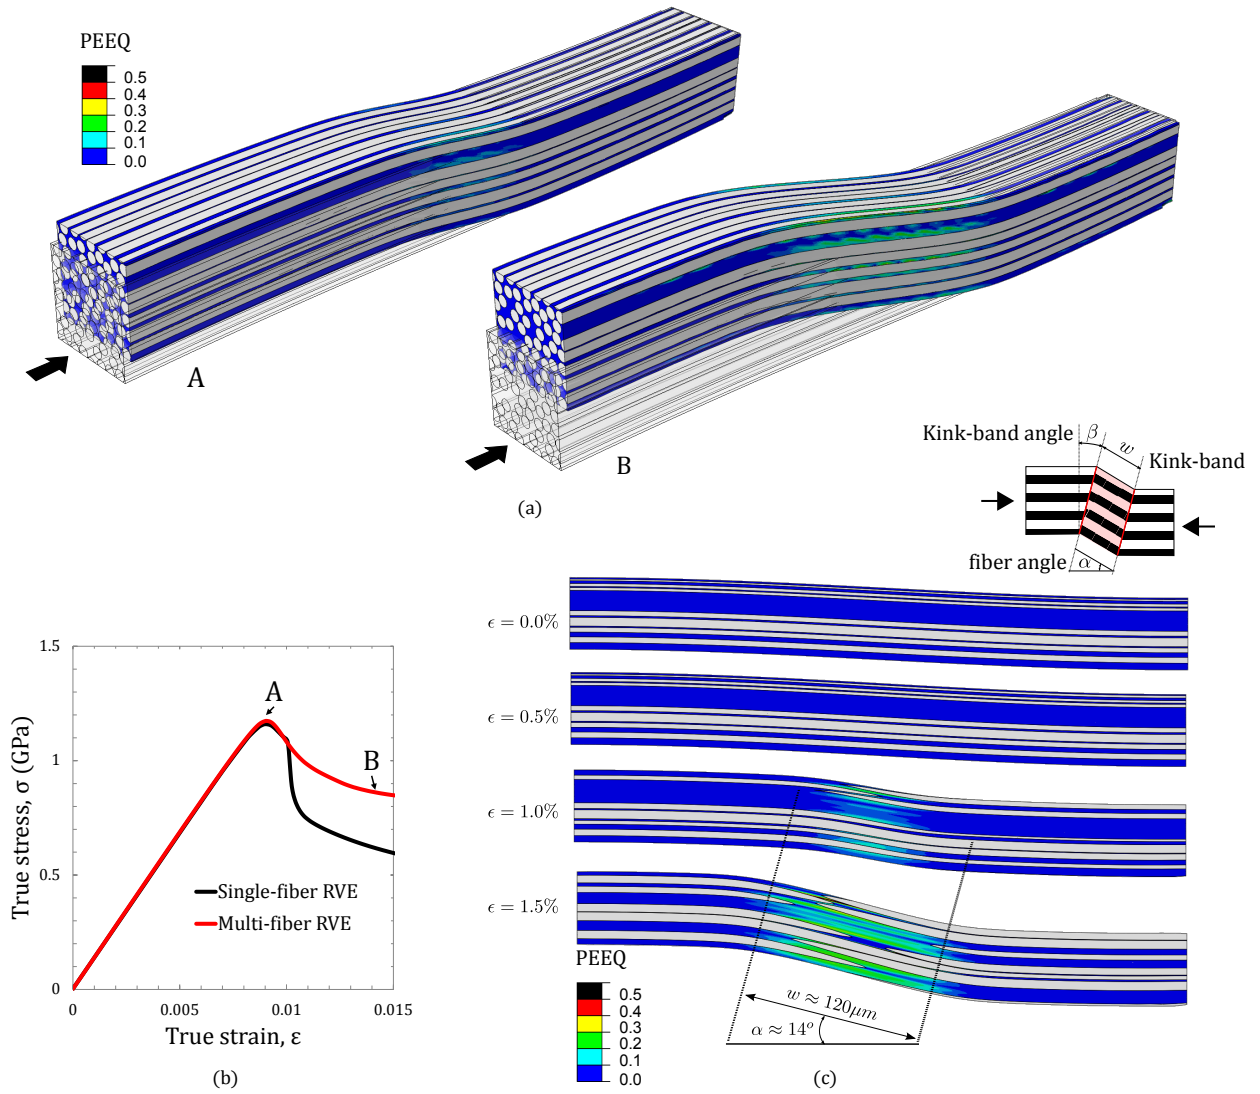 PEEQ
0.5
0.4
0.3
0.2
0.1
0.0
A
B
(a)
Kink-band angle
β
w
Kink-band
fiber angle
α
1.5
1
0.5
0
0
0.005
0.01
0.015
True stress, σ (GPa)
True strain, ε
A
B
Single-fiber RVE
Multi-fiber RVE
(b)
ϵ = 0.0%
ϵ = 0.5%
ϵ = 1.0%
ϵ = 1.5%
PEEQ
0.5
0.4
0.3
0.2
0.1
0.0
w ≈ 120μm
α ≈ 14°
(c)